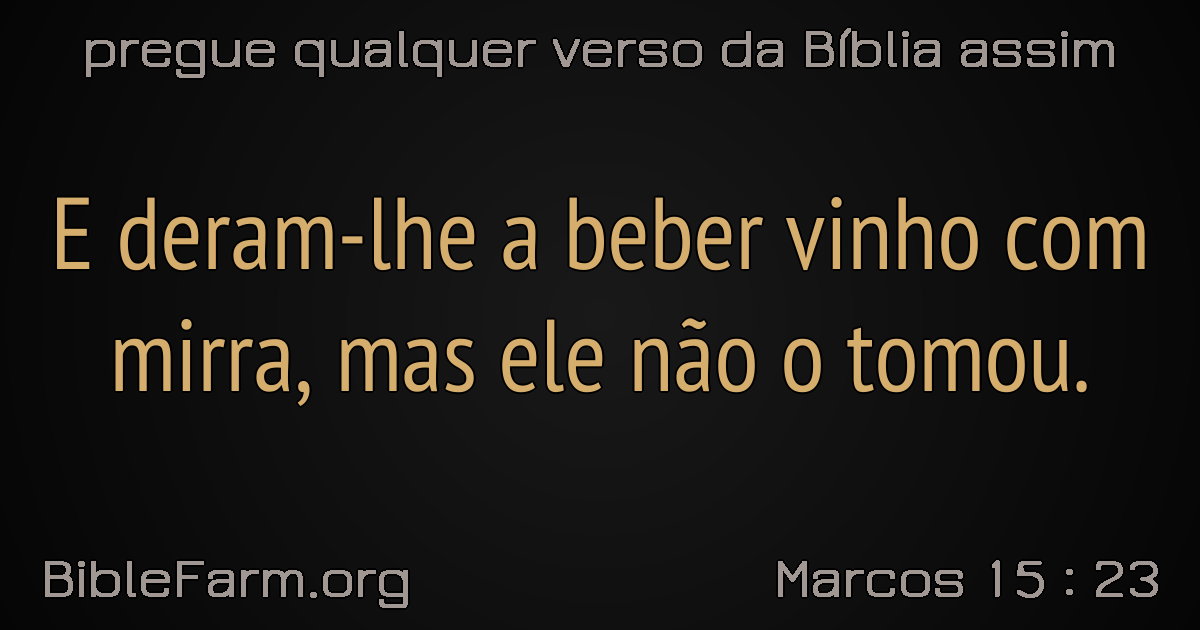 pregue qualquer verso da Bíblia assim
E deram-lhe a beber vinho com
mirra, mas ele não o tomou.
BibleFarm.org
Marcos 15 : 23